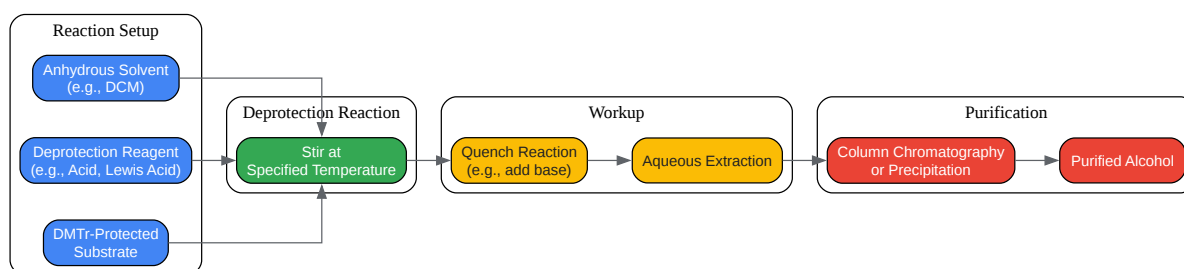 Reaction Setup
Anhydrous Solvent
(e.g., DCM)
Deprotection Reagent
(e.g., Acid, Lewis Acid)
DMTr-Protected
Substrate
Deprotection Reaction
Stir at
Specified Temperature
Workup
Quench Reaction
(e.g., add base)
Aqueous Extraction
Purification
Column Chromatography
or Precipitation
Purified Alcohol